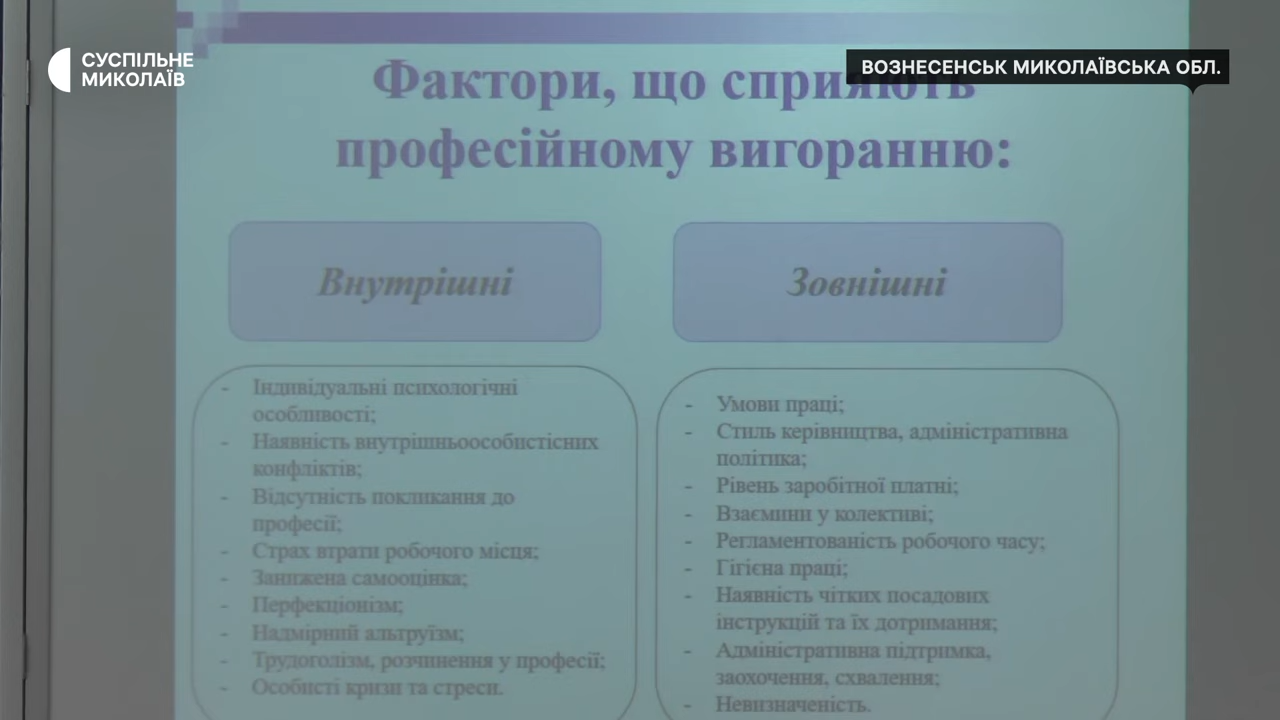 СУСПІЛЬНЕ
МИКОЛАЇВ
ВОЗНЕСЕНСЬК МИКОЛАЇВСЬКА ОБЛ.
Фактори, що сприяють
професійному вигоранню:
Внутрішні
- Індивідуальні психологічні
особливості;
- Наявність внутрішньоособистісних
конфліктів;
- Відсутність покликання до
професії;
- Страх втрати робочого місця;
- Занижена самооцінка;
- Перфекціонізм;
- Надмірний альтруїзм;
- Трудоголізм, розчинення у професії;
- Особисті кризи та стреси.
Зовнішні
- Умови праці;
- Стиль керівництва, адміністративна
політика;
- Рівень заробітної платні;
- Взаємини у колективі;
- Регламентованість робочого часу;
- Гігієна праці;
- Наявність чітких посадових
інструкцій та їх дотримання;
- Адміністративна підтримка,
заохочення, схвалення;
- Невизначеність.